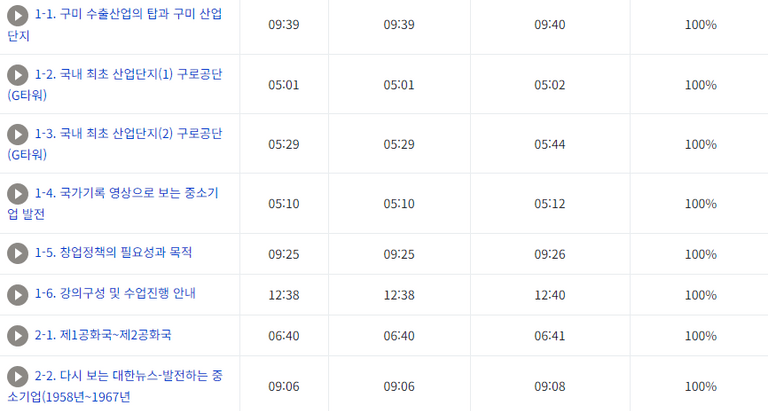 1-1. 구미 수출산업의 탑과 구미 산업 09:39 09:39 09:40 100%
단지
1-2. 국내 최초 산업단지(1) 구로공단 05:01 05:01 05:02 100%
(G타워)
1-3. 국내 최초 산업단지(2) 구로공단 05:29 05:29 05:44 100%
(G타워)
1-4. 국가기록 영상으로 보는 중소기 05:10 05:10 05:12 100%
업 발전
1-5. 창업정책의 필요성과 목적 09:25 09:25 09:26 100%
1-6. 강의구성 및 수업진행 안내 12:38 12:38 12:40 100%
2-1. 제1공화국~제2공화국 06:40 06:40 06:41 100%
2-2. 다시 보는 대한뉴스-발전하는 중 09:06 09:06 09:08 100%
소기업(1958년~1967년